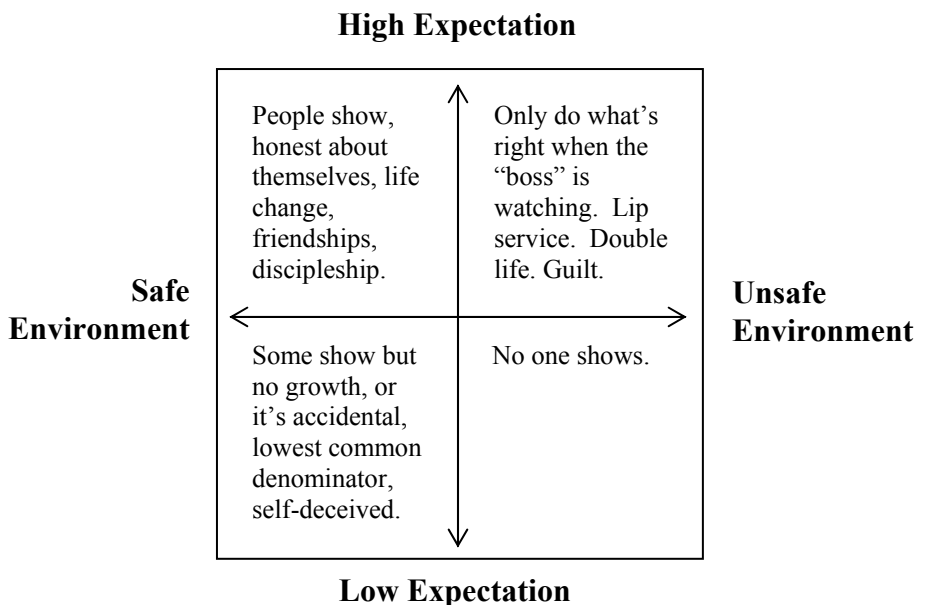 High Expectation
People show,
honest about
themselves, life
change,
friendships,
discipleship.
Only do what’s
right when the
“boss” is
watching.  Lip
service.  Double
life. Guilt.
Safe
Environment
Unsafe
Environment
Some show but
no growth, or
it’s accidental,
lowest common
denominator,
self-deceived.
No one shows.
Low Expectation